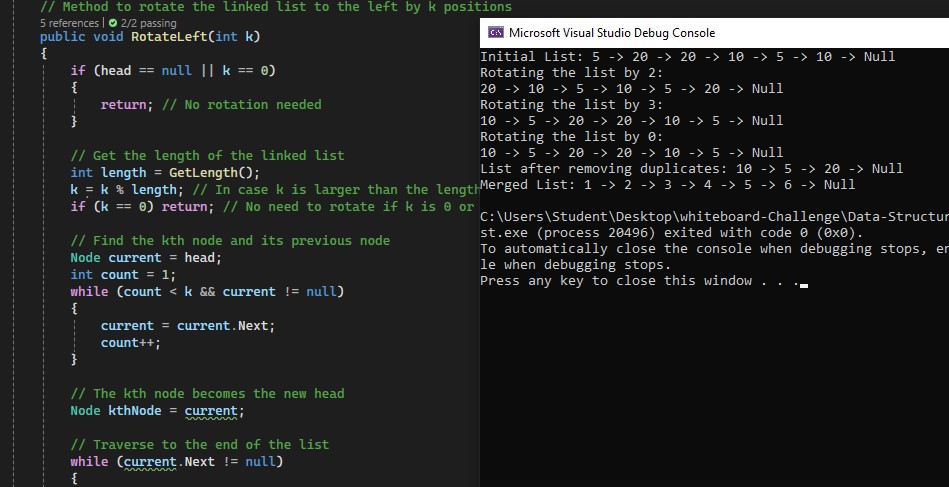 // Method to rotate the linked list to the left by k positions
5 references | 2/2 passing
public void RotateLeft(int k)
{
if (head == null || k == 0)
{
return; // No rotation needed
}
// Get the length of the linked list
int length = GetLength();
k = k % length; // In case k is larger than the length
if (k == 0) return; // No need to rotate if k is 0 or
// Find the kth node and its previous node
Node current = head;
int count = 1;
while (count < k && current != null)
{
current = current.Next;
count++;
}
// The kth node becomes the new head
Node kthNode = current;
// Traverse to the end of the list
while (current.Next != null)
{
Microsoft Visual Studio Debug Console
Initial List: 5 -> 20 -> 20 -> 10 -> 5 -> 10 -> Null
Rotating the list by 2:
20 -> 10 -> 5 -> 10 -> 5 -> 20 -> Null
Rotating the list by 3:
10 -> 5 -> 20 -> 20 -> 10 -> 5 -> Null
Rotating the list by 0:
10 -> 5 -> 20 -> 20 -> 10 -> 5 -> Null
List after removing duplicates: 10 -> 5 -> 20 -> Null
Merged List: 1 -> 2 -> 3 -> 4 -> 5 -> 6 -> Null
C:\Users\Student\Desktop\whiteboard-Challenge\Data-Structur
st.exe (process 20496) exited with code 0 (0x0).
To automatically close the console when debugging stops, en
le when debugging stops.
Press any key to close this window . . .